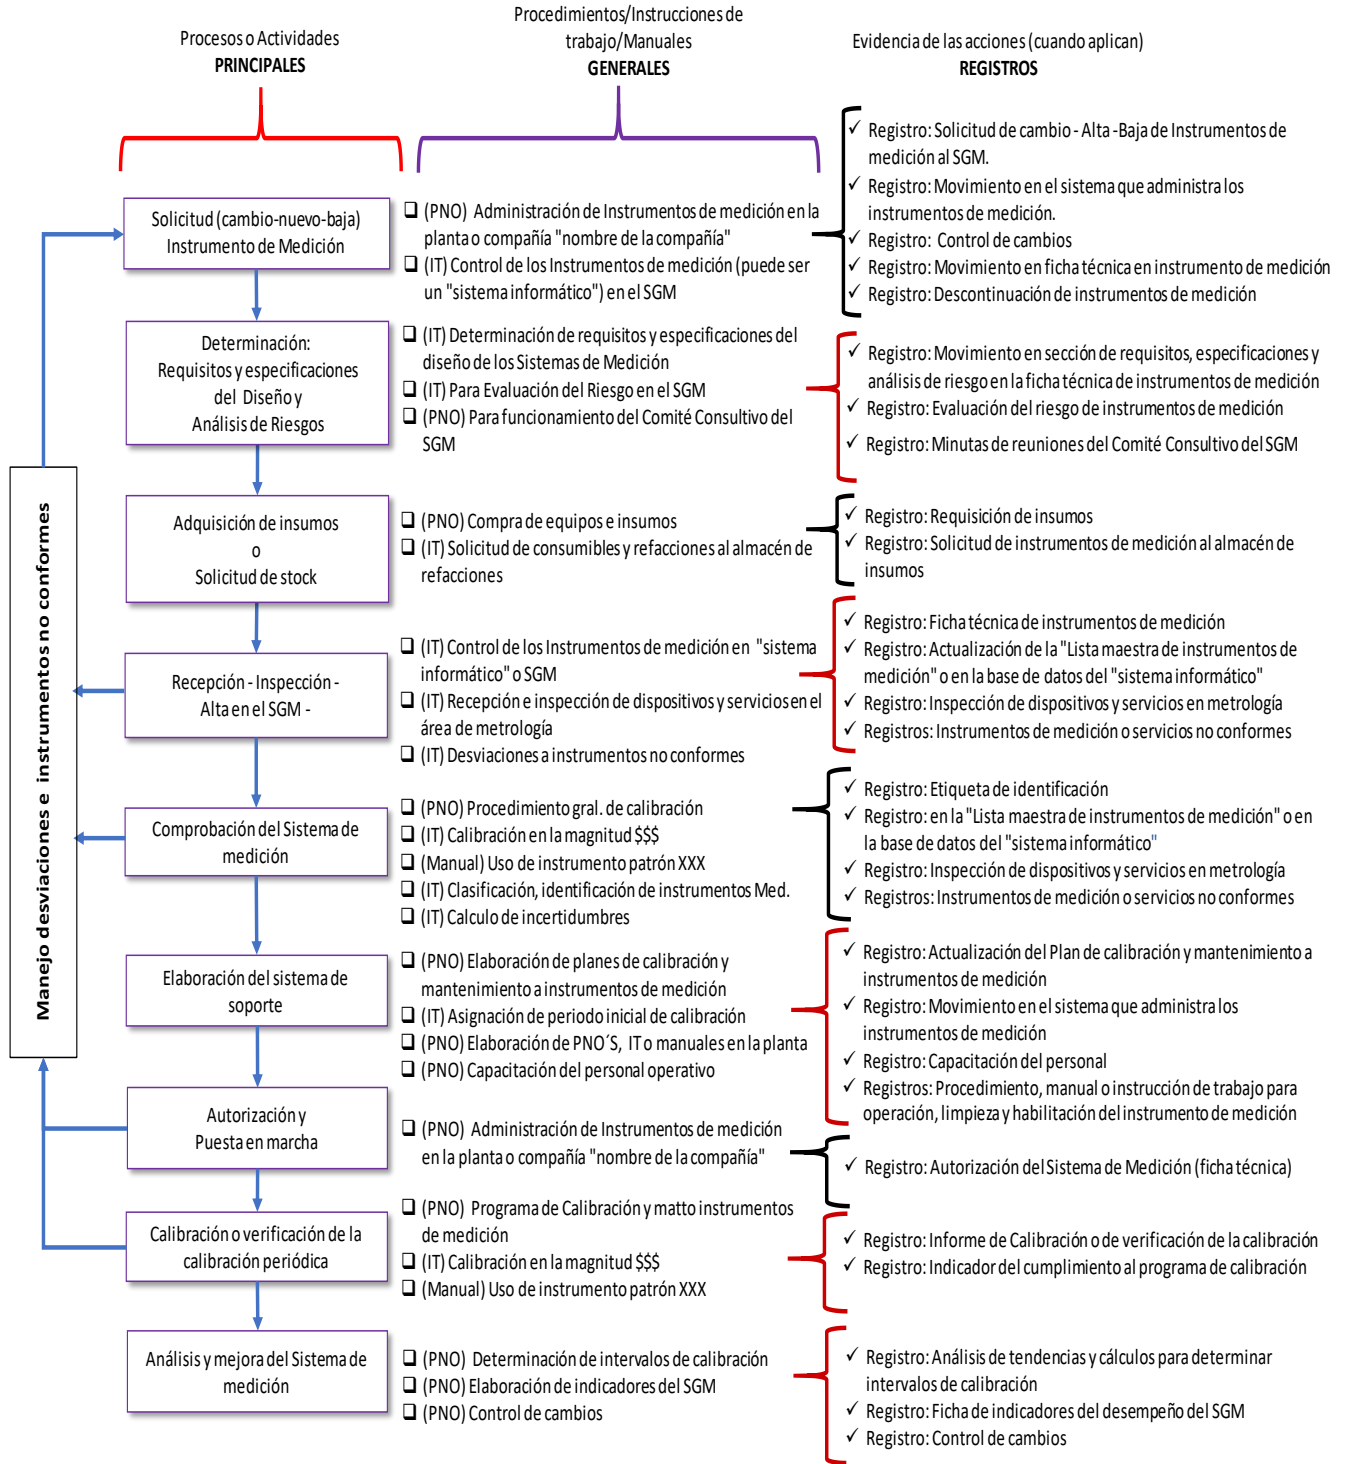 Procesos o Actividades
PRINCIPALES
Procedimientos/Instrucciones de
trabajo/Manuales
GENERALES
Evidencia de las acciones (cuando aplican)
REGISTROS
Solicitud (cambio-nuevo-baja)
Instrumento de Medición
(PNO) Administración de Instrumentos de medición en la
planta o compañía "nombre de la compañía"
(IT) Control de los Instrumentos de medición (puede ser
un "sistema informático") en el SGM
Registro: Solicitud de cambio - Alta -Baja de Instrumentos de
medición al SGM.
Registro: Movimiento en el sistema que administra los
instrumentos de medición.
Registro: Control de cambios
Registro: Movimiento en ficha técnica en instrumento de medición
Registro: Descontinuación de instrumentos de medición
Determinación:
Requisitos y especificaciones
del Diseño y
Análisis de Riesgos
(IT) Determinación de requisitos y especificaciones del
diseño de los Sistemas de Medición
(IT) Para Evaluación del Riesgo en el SGM
(PNO) Para funcionamiento del Comité Consultivo del
SGM
Registro: Movimiento en sección de requisitos, especificaciones y
análisis de riesgo en la ficha técnica de instrumentos de medición
Registro: Evaluación del riesgo de instrumentos de medición
Registro: Minutas de reuniones del Comité Consultivo del SGM
Manejo desviaciones e instrumentos no conformes
Adquisición de insumos
o
Solicitud de stock
(PNO) Compra de equipos e insumos
(IT) Solicitud de consumibles y refacciones al almacén de
refacciones
Registro: Requisición de insumos
Registro: Solicitud de instrumentos de medición al almacén de
insumos
Recepción - Inspección -
Alta en el SGM -
(IT) Control de los Instrumentos de medición en "sistema
informático" o SGM
(IT) Recepción e inspección de dispositivos y servicios en el
área de metrología
(IT) Desviaciones a instrumentos no conformes
Registro: Ficha técnica de instrumentos de medición
Registro: Actualización de la "Lista maestra de instrumentos de
medición" o en la base de datos del "sistema informático"
Registro: Inspección de dispositivos y servicios en metrología
Registros: Instrumentos de medición o servicios no conformes
Comprobación del Sistema de
medición
(PNO) Procedimiento gral. de calibración
(IT) Calibración en la magnitud $$$
(Manual) Uso de instrumento patrón XXX
(IT) Clasificación, identificación de instrumentos Med.
(IT) Calculo de incertidumbres
Registro: Etiqueta de identificación
Registro: en la "Lista maestra de instrumentos de medición" o en
la base de datos del "sistema informático"
Registro: Inspección de dispositivos y servicios en metrología
Registros: Instrumentos de medición o servicios no conformes
Elaboración del sistema de
soporte
(PNO) Elaboración de planes de calibración y
mantenimiento a instrumentos de medición
(IT) Asignación de periodo inicial de calibración
(PNO) Elaboración de PNO´S, IT o manuales en la planta
(PNO) Capacitación del personal operativo
Registro: Actualización del Plan de calibración y mantenimiento a
instrumentos de medición
Registro: Movimiento en el sistema que administra los
instrumentos de medición
Registro: Capacitación del personal
Registros: Procedimiento, manual o instrucción de trabajo para
operación, limpieza y habilitación del instrumento de medición
Autorización y
Puesta en marcha
(PNO) Administración de Instrumentos de medición
en la planta o compañía "nombre de la compañía"
Registro: Autorización del Sistema de Medición (ficha técnica)
Calibración o verificación de la
calibración periódica
(PNO) Programa de Calibración y matto instrumentos
de medición
(IT) Calibración en la magnitud $$$
(Manual) Uso de instrumento patrón XXX
Registro: Informe de Calibración o de verificación de la calibración
Registro: Indicador del cumplimiento al programa de calibración
Análisis y mejora del Sistema de
medición
(PNO) Determinación de intervalos de calibración
(PNO) Elaboración de indicadores del SGM
(PNO) Control de cambios
Registro: Análisis de tendencias y cálculos para determinar
intervalos de calibración
Registro: Ficha de indicadores del desempeño del SGM
Registro: Control de cambios